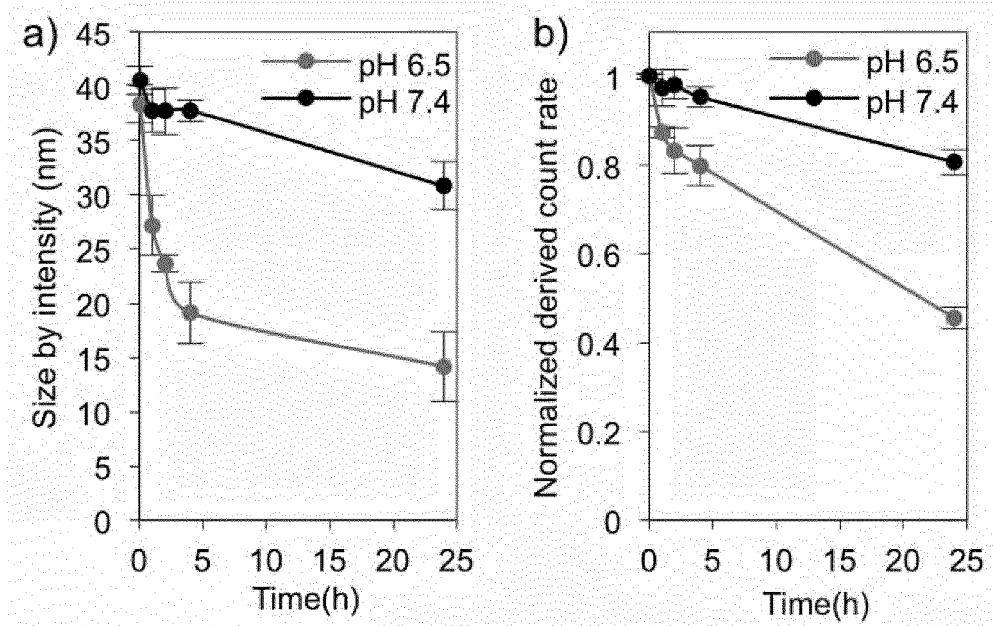 a)
Size by intensity (nm)
45
40
35
30
25
20
15
10
5
0
pH 6.5
pH 7.4
0 5 10 15 20 25
Time(h)
b)
Normalized derived count rate
1
0.8
0.6
0.4
0.2
0
pH 6.5
pH 7.4
0 5 10 15 20 25
Time(h)